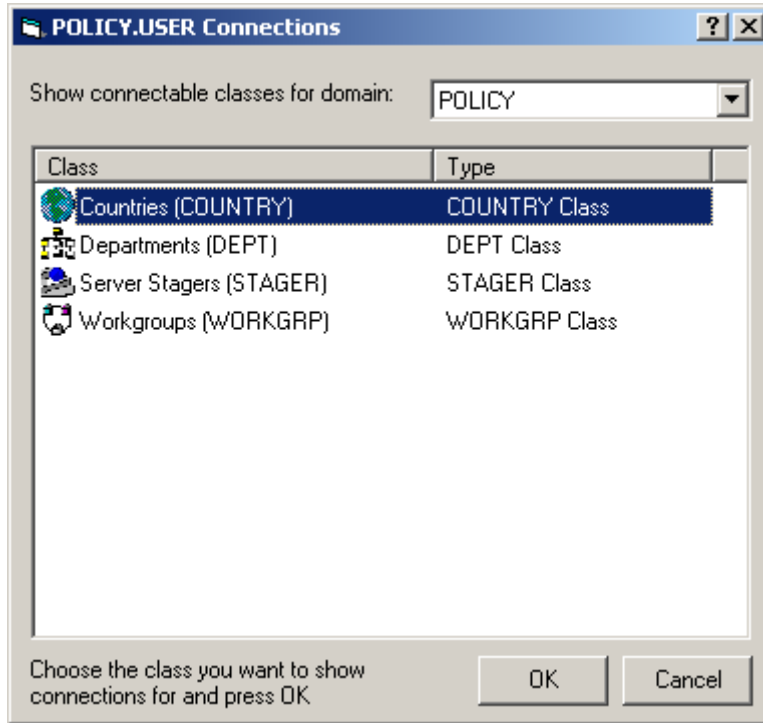 POLICY.USER Connections
Show connectable classes for domain: POLICY
Class Type
Countries (COUNTRY) COUNTRY Class
Departments (DEPT) DEPT Class
Server Stagers (STAGER) STAGER Class
Workgroups (WORKGRP) WORKGRP Class
Choose the class you want to show
connections for and press OK
OK Cancel